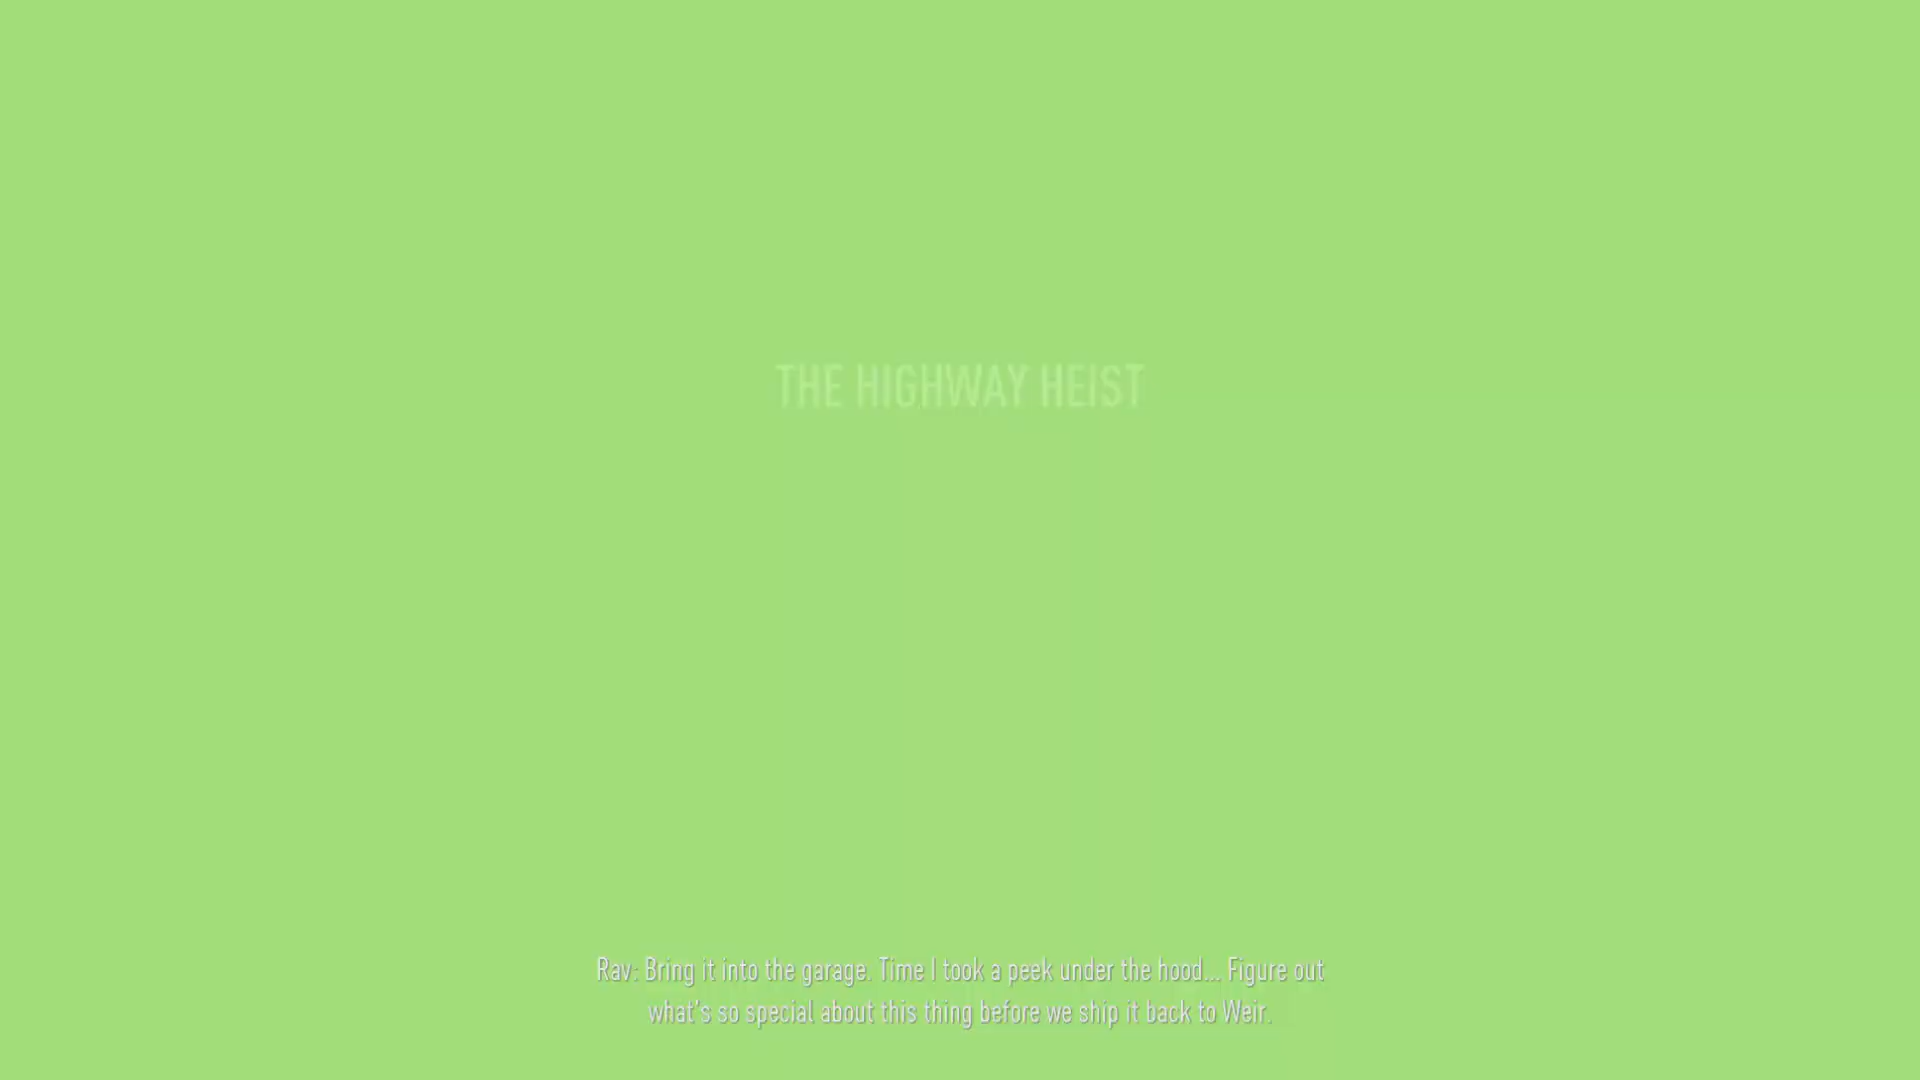 THE HIGHWAY HEIST
Rav: Bring it into the garage. Time I took a peek under the hood... Figure out
what's so special about this thing before we ship it back to Weir.